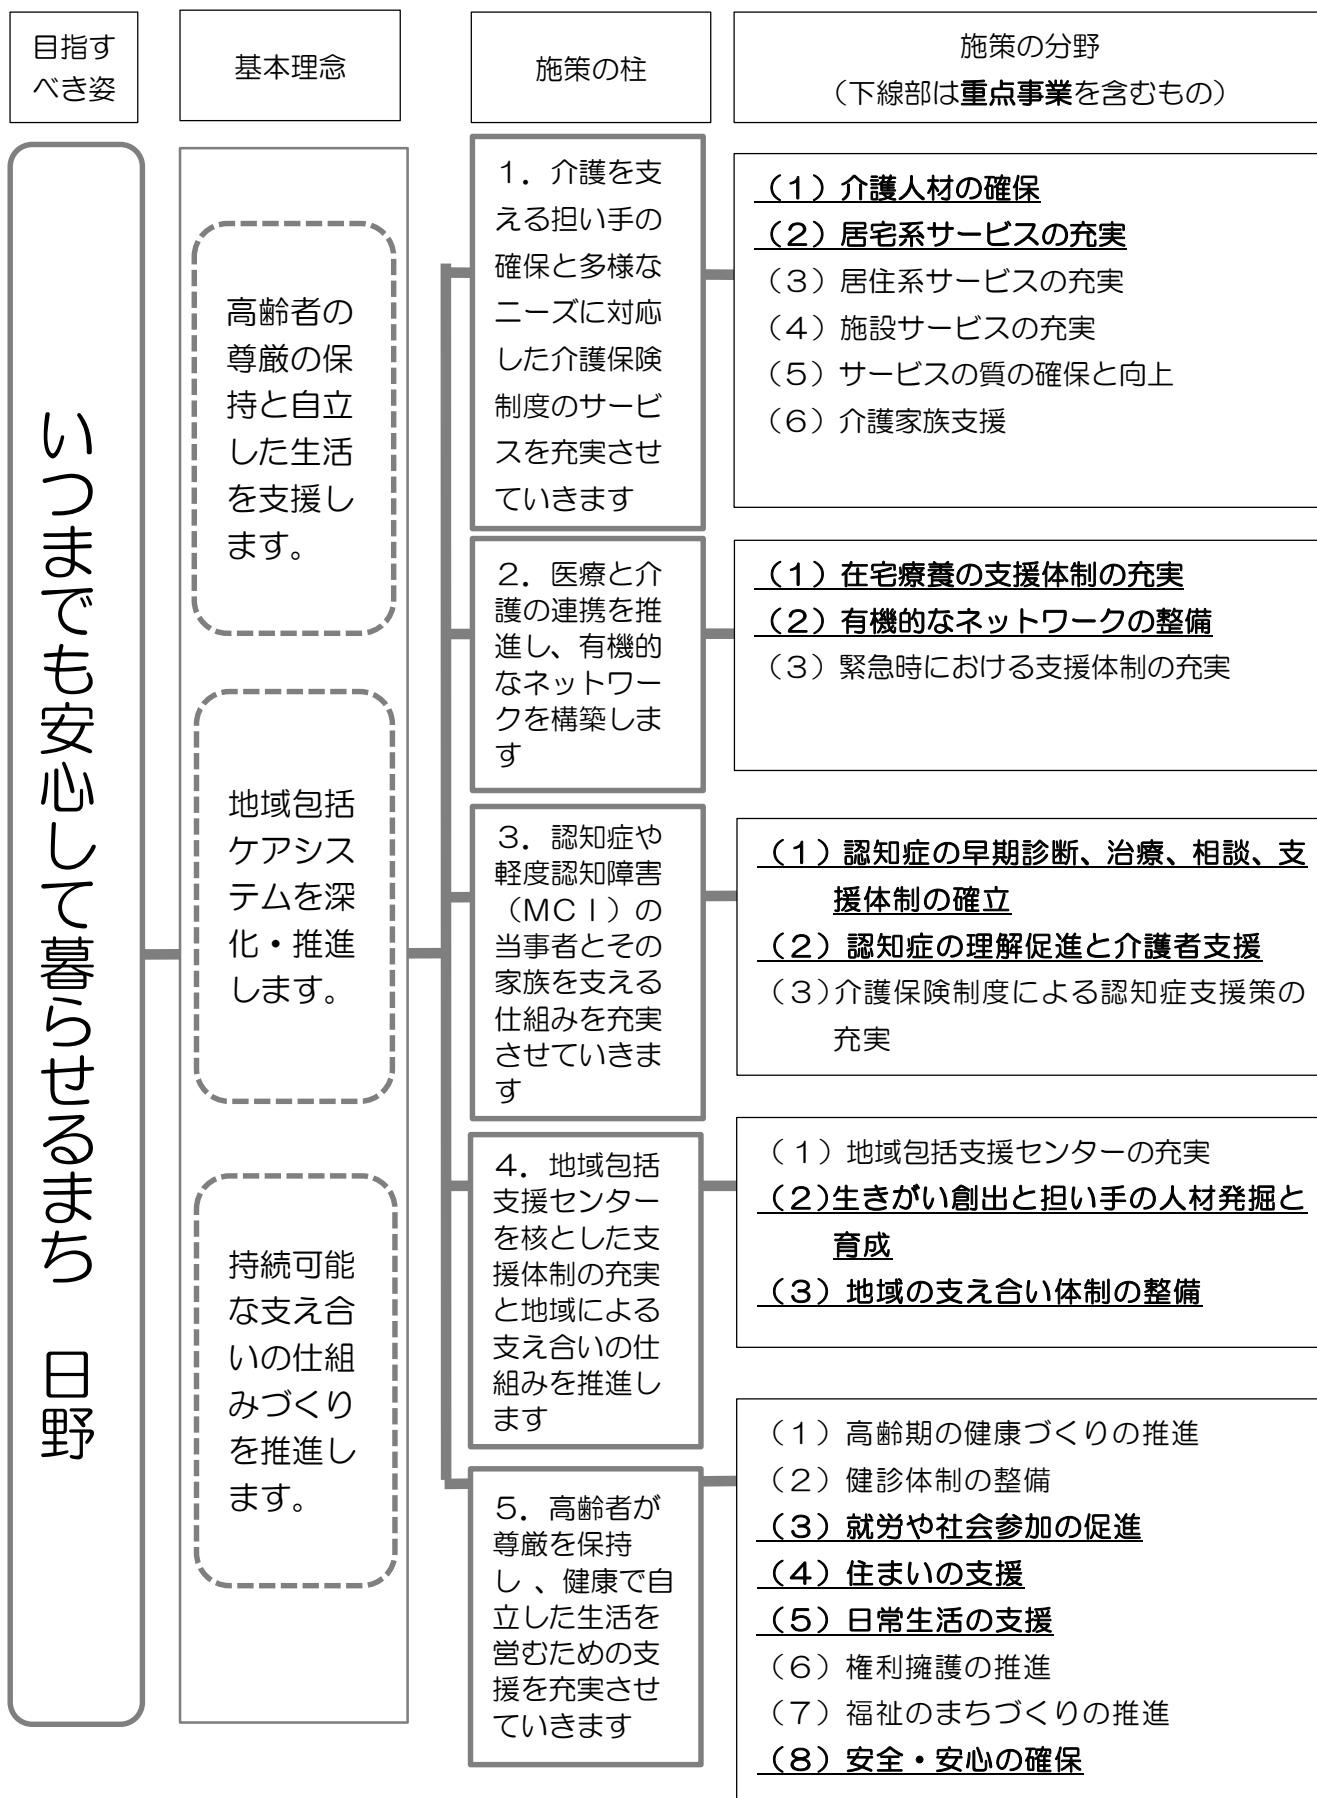 目指す
べき姿
基本理念
施策の柱
施策の分野
（下線部は重点事業を含むもの）
いつまでも安心して暮らせるまち　日野
高齢者の
尊厳の保
持と自立
した生活
を支援し
ます。
地域包括
ケアシス
テムを深
化・推進
します。
持続可能
な支え合
いの仕組
みづくり
を推進し
ます。
１．介護を支
える担い手の
確保と多様な
ニーズに対応
した介護保険
制度のサービ
スを充実させ
ていきます
（１）介護人材の確保
（２）居宅系サービスの充実
（３）居住系サービスの充実
（４）施設サービスの充実
（５）サービスの質の確保と向上
（６）介護家族支援
２．医療と介
護の連携を推
進し、有機的
なネットワー
クを構築しま
す
（１）在宅療養の支援体制の充実
（２）有機的なネットワークの整備
（３）緊急時における支援体制の充実
３．認知症や
軽度認知障害
（ＭＣＩ）の
当事者とその
家族を支える
仕組みを充実
させていきま
す
（１）認知症の早期診断、治療、相談、支
援体制の確立
（２）認知症の理解促進と介護者支援
（３）介護保険制度による認知症支援策の
充実
４．地域包括
支援センター
を核とした支
援体制の充実
と地域による
支え合いの仕
組みを推進し
ます
（１）地域包括支援センターの充実
（２）生きがい創出と担い手の人材発掘と
育成
（３）地域の支え合い体制の整備
５．高齢者が
尊厳を保持
し 、健康で自
立した生活を
営むための支
援を充実させ
ていきます
（１）高齢期の健康づくりの推進
（２）健診体制の整備
（３）就労や社会参加の促進
（４）住まいの支援
（５）日常生活の支援
（６）権利擁護の推進
（７）福祉のまちづくりの推進
（８）安全・安心の確保